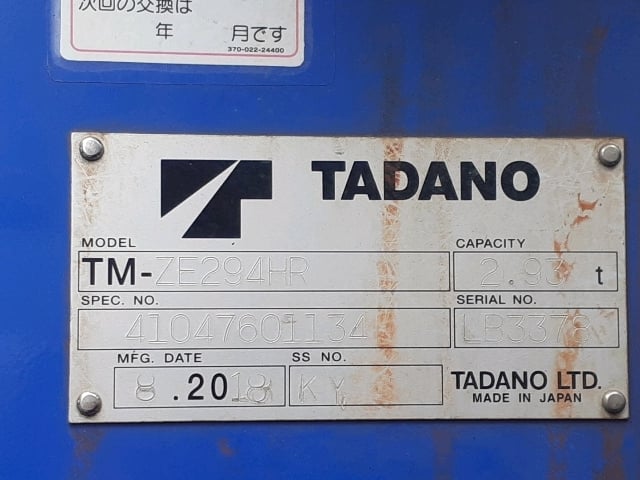 次回の交換は
年 月です
370-022-24400
TADANO
MODEL
CAPACITY
TM-ZE294HR
2.93 t
SPEC. NO.
SERIAL NO.
41047601134
LB3378
MFG. DATE
SS NO.
8 .2018
KY
TADANO LTD.
MADE IN JAPAN